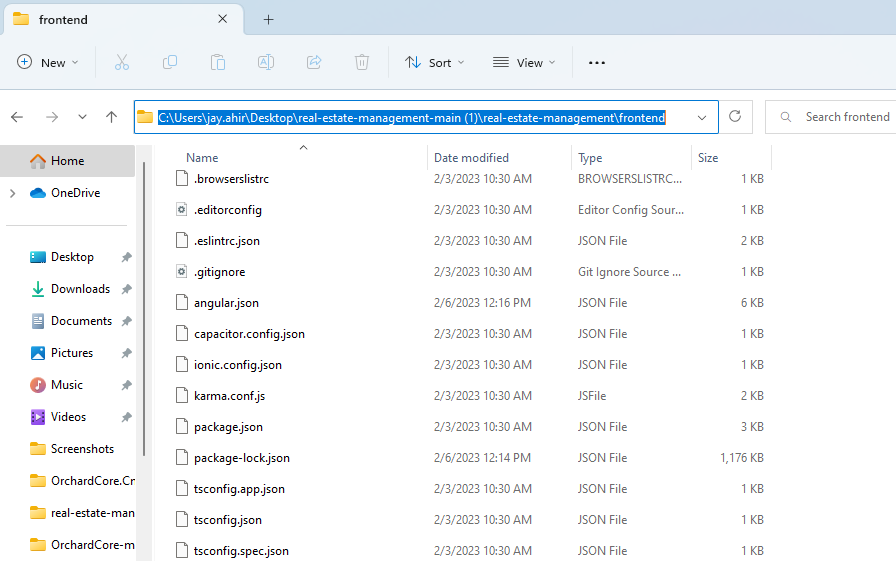 frontend
New Sort View
C:\Users\jay.ahir\Desktop\real-estate-management-main (1)\real-estate-management\frontend Search frontend
Home
OneDrive
Desktop
Downloads
Documents
Pictures
Music
Videos
Screenshots
OrchardCore.Cr
real-estate-man
OrchardCore-m
Name Date modified Type Size
.browserslistrc 2/3/2023 10:30 AM BROWSERSLISTRC... 1 KB
.editorconfig 2/3/2023 10:30 AM Editor Config Sour... 1 KB
.eslintrc.json 2/3/2023 10:30 AM JSON File 2 KB
.gitignore 2/3/2023 10:30 AM Git Ignore Source ... 1 KB
angular.json 2/6/2023 12:16 PM JSON File 6 KB
capacitor.config.json 2/3/2023 10:30 AM JSON File 1 KB
ionic.config.json 2/3/2023 10:30 AM JSON File 1 KB
karma.conf.js 2/3/2023 10:30 AM JSFile 2 KB
package.json 2/3/2023 10:30 AM JSON File 3 KB
package-lock.json 2/6/2023 12:14 PM JSON File 1,176 KB
tsconfig.app.json 2/3/2023 10:30 AM JSON File 1 KB
tsconfig.json 2/3/2023 10:30 AM JSON File 1 KB
tsconfig.spec.json 2/3/2023 10:30 AM JSON File 1 KB